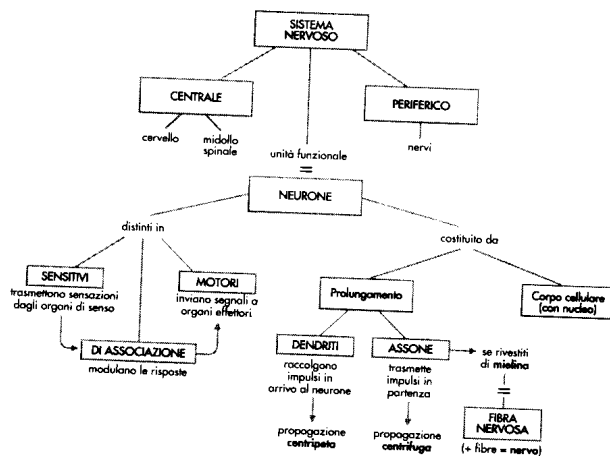 SISTEMA
NERVOSO
CENTRALE
PERIFERICO
cervello
midollo
spinale
nervi
unità funzionale
=
NEURONE
distinti in
costituito da
SENSITIVI
trasmettono sensazioni
dagli organi di senso
MOTORI
inviano segnali a
organi effettori
DI ASSOCIAZIONE
modulano le risposte
Prolungamento
Corpo cellulare
(con nucleo)
DENDRITI
raccolgono
impulsi in
arrivo al neurone
propagazione
centripeta
ASSONE
trasmette
impulsi in
partenza
propagazione
centrifuga
se rivestiti
di mielina
=
FIBRA
NERVOSA
(+ fibre = nervo)